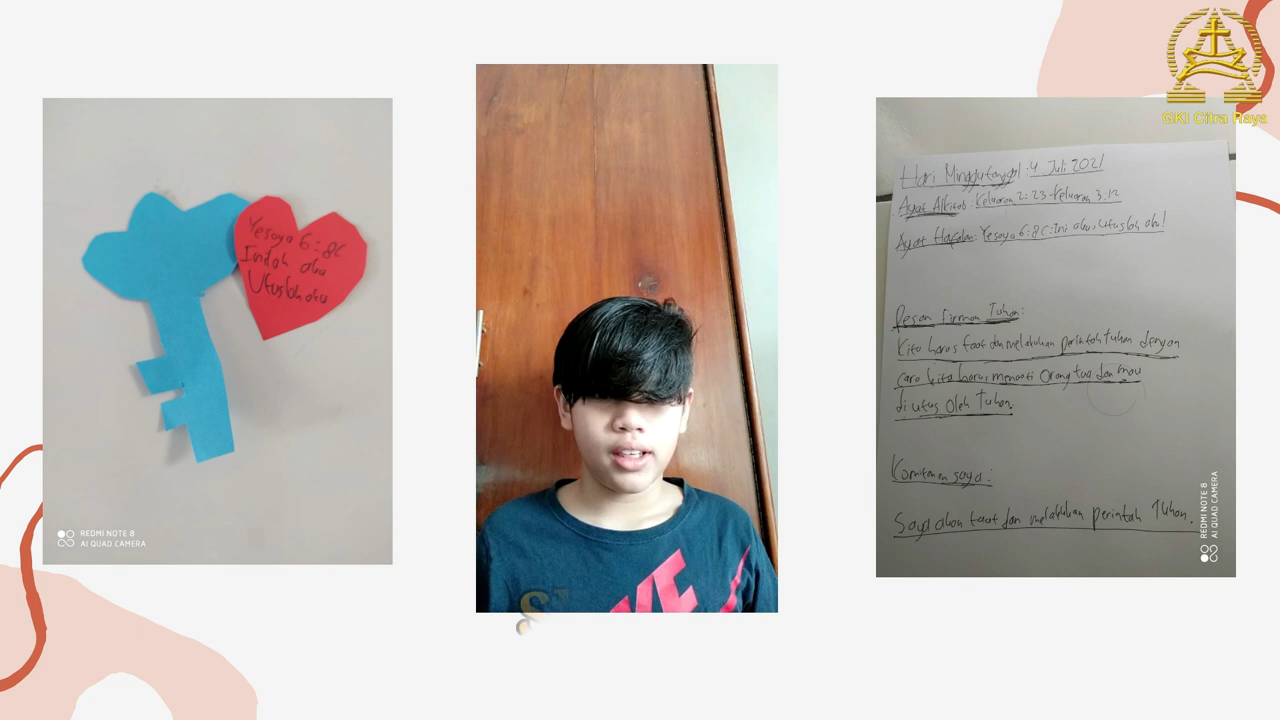 GKI Citra Raya
Yesaya 6:8c
Inilah aku
Utuslah aku
REDMI NOTE 8
AI QUAD CAMERA
Hari Minggu tanggal : 4 Juli 2021
Ayat Alkitab : Keluaran 2:23 - Keluaran 3:12
Ayat Hafalan : Yesaya 6:8c : Ini aku, Utuslah aku!
Pesan firman Tuhan :
Kita harus taat dan melakukan perintah Tuhan dengan
cara kita harus menaati Orang tua dan mau
di utus Oleh Tuhan.
Komitmen saya :
Saya akan taat dan melakukan perintah Tuhan.
REDMI NOTE 8
AI QUAD CAMERA